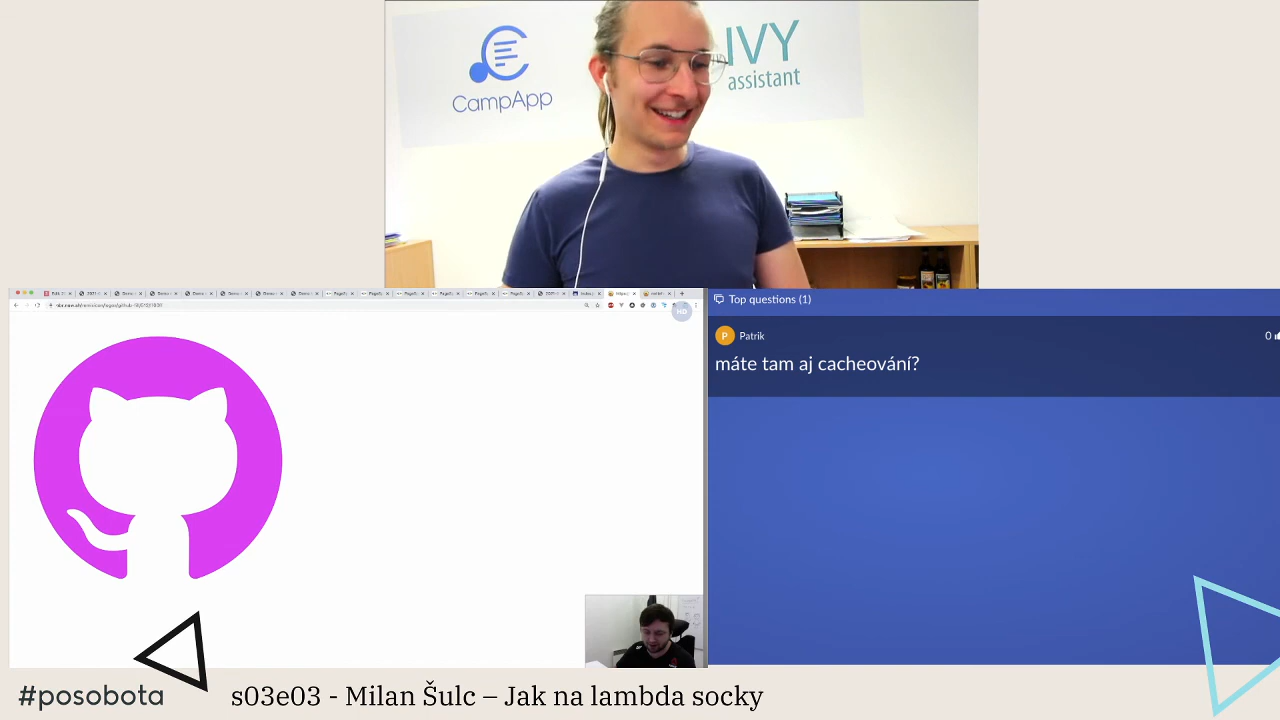 CampApp
IVY
assistant
HD
Top questions (1)
P
Patrik
0
máte tam aj cacheování?
#posobota
s03e03 - Milan Šulc – Jak na lambda socky